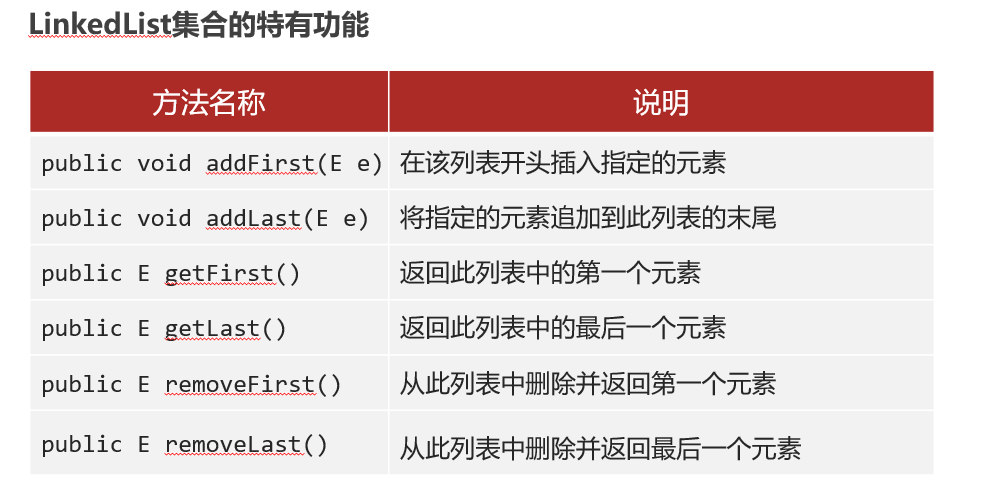 LinkedList集合的特有功能
方法名称 说明
public void addFirst(E e) 在该列表开头插入指定的元素
public void addLast(E e) 将指定的元素追加到此列表的末尾
public E getFirst() 返回此列表中的第一个元素
public E getLast() 返回此列表中的最后一个元素
public E removeFirst() 从此列表中删除并返回第一个元素
public E removeLast() 从此列表中删除并返回最后一个元素